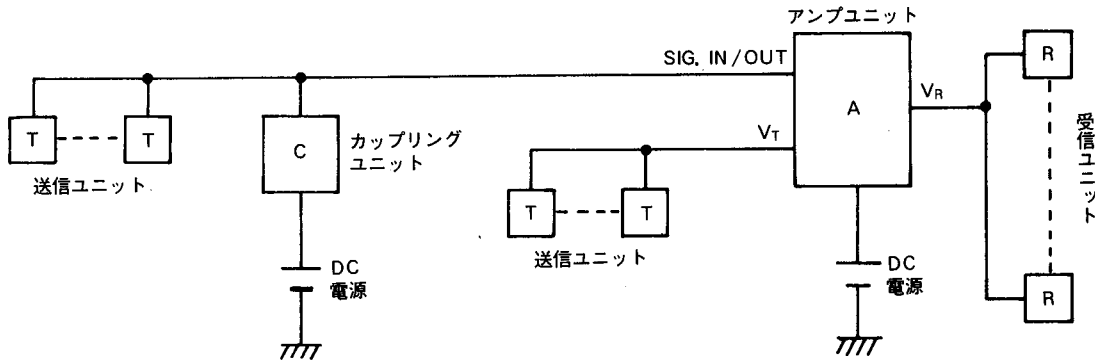 アンプユニット
SIG. IN/OUT
A
VR
R
T
T
送信ユニット
C
カップリング
ユニット
VT
T
T
送信ユニット
受信ユニット
DC
電源
DC
電源
R